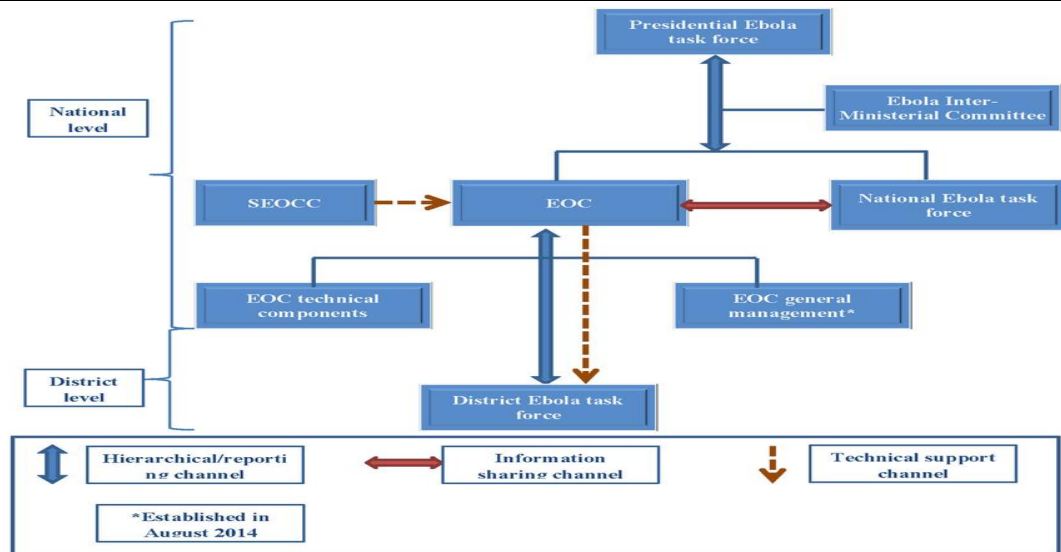 Presidential Ebola
task force
National
level
Ebola Inter-
Ministerial Committee
SEOCC
EOC
National Ebola task
force
EOC technical
components
EOC general
management*
District
level
District Ebola task
force
Hierarchical/reporti
ng channel
Information
sharing channel
Technical support
channel
*Established in
August 2014